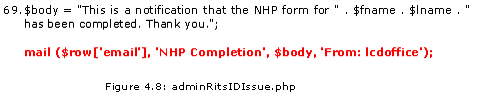 69.$body = "This is a notification that the NHP form for " . $fname . $lname . "
has been completed. Thank you.";
mail ($row['email'], 'NHP Completion', $body, 'From: lcdoffice');
Figure 4.8: adminRitsIDIssue.php